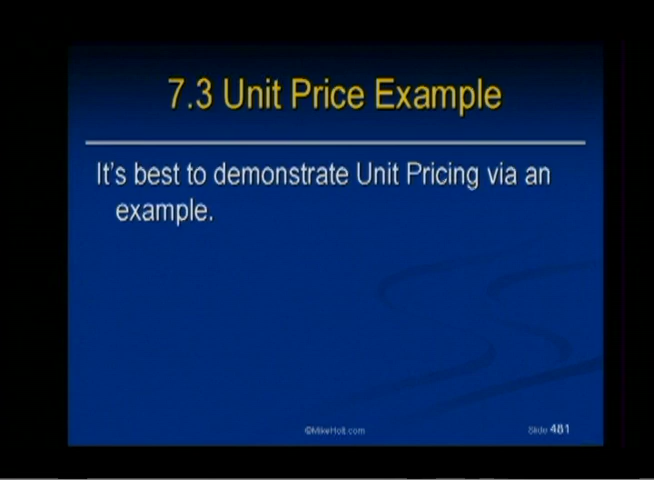 7.3 Unit Price Example
It's best to demonstrate Unit Pricing via an
example.
©MikeHolt.com
Slide 481